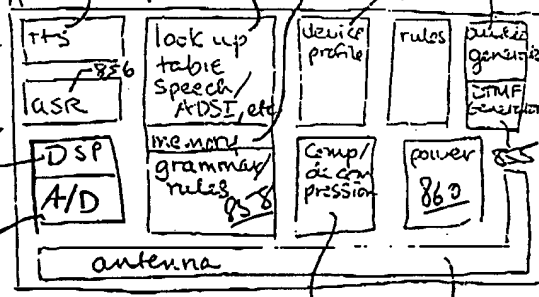 tts
856
asr
DSP
A/D
look up
table
speech/
ADSI, etc
memory
grammar/
rules
858
device
profile
comp/
decom
pression
rules
power
860
generator
DTMF
generator
antenna